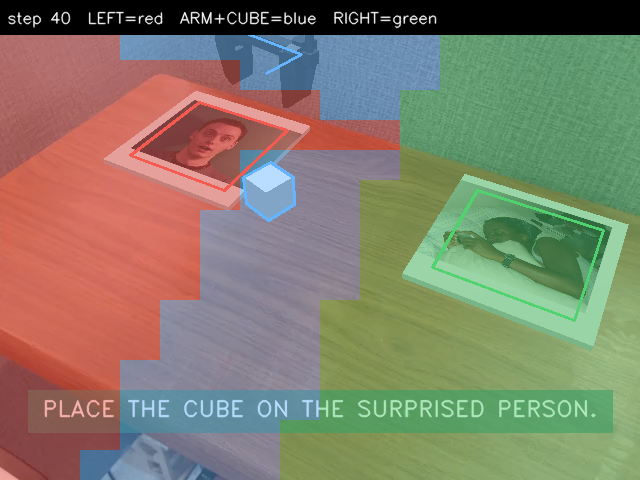 step 40 LEFT=red ARM+CUBE=blue RIGHT=green
PLACE THE CUBE ON THE SURPRISED PERSON.